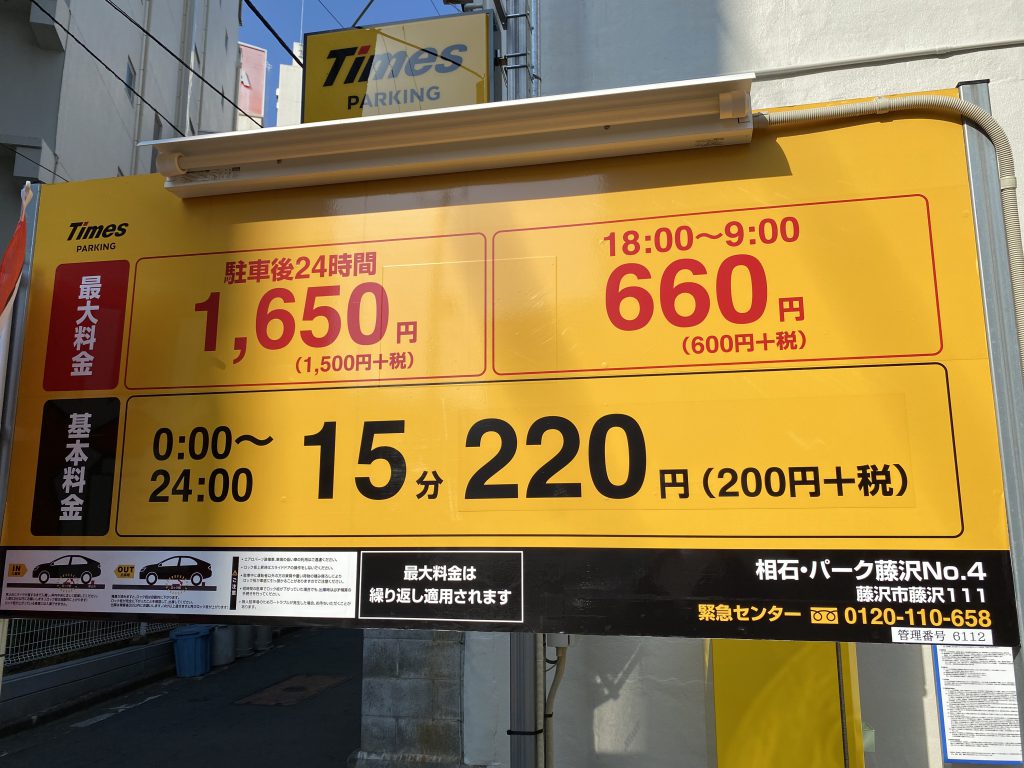 Times
PARKING
Times
PARKING
最大料金
駐車後24時間
1,650円
(1,500円+税)
18:00〜9:00
660円
(600円+税)
基本料金
0:00〜
24:00
15分 220円(200円+税)
IN
OUT
ご注意
最大料金は
繰り返し適用されます
相石・パーク藤沢No.4
藤沢市藤沢111
緊急センター 0120-110-658
管理番号 6112